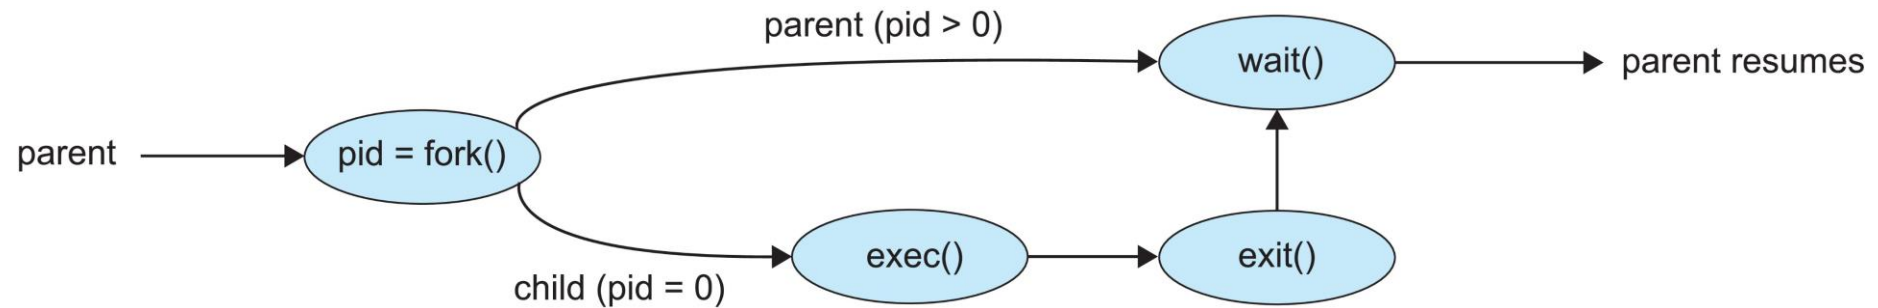 parent (pid > 0)
wait()
parent resumes
parent
pid = fork()
exec()
exit()
child (pid = 0)